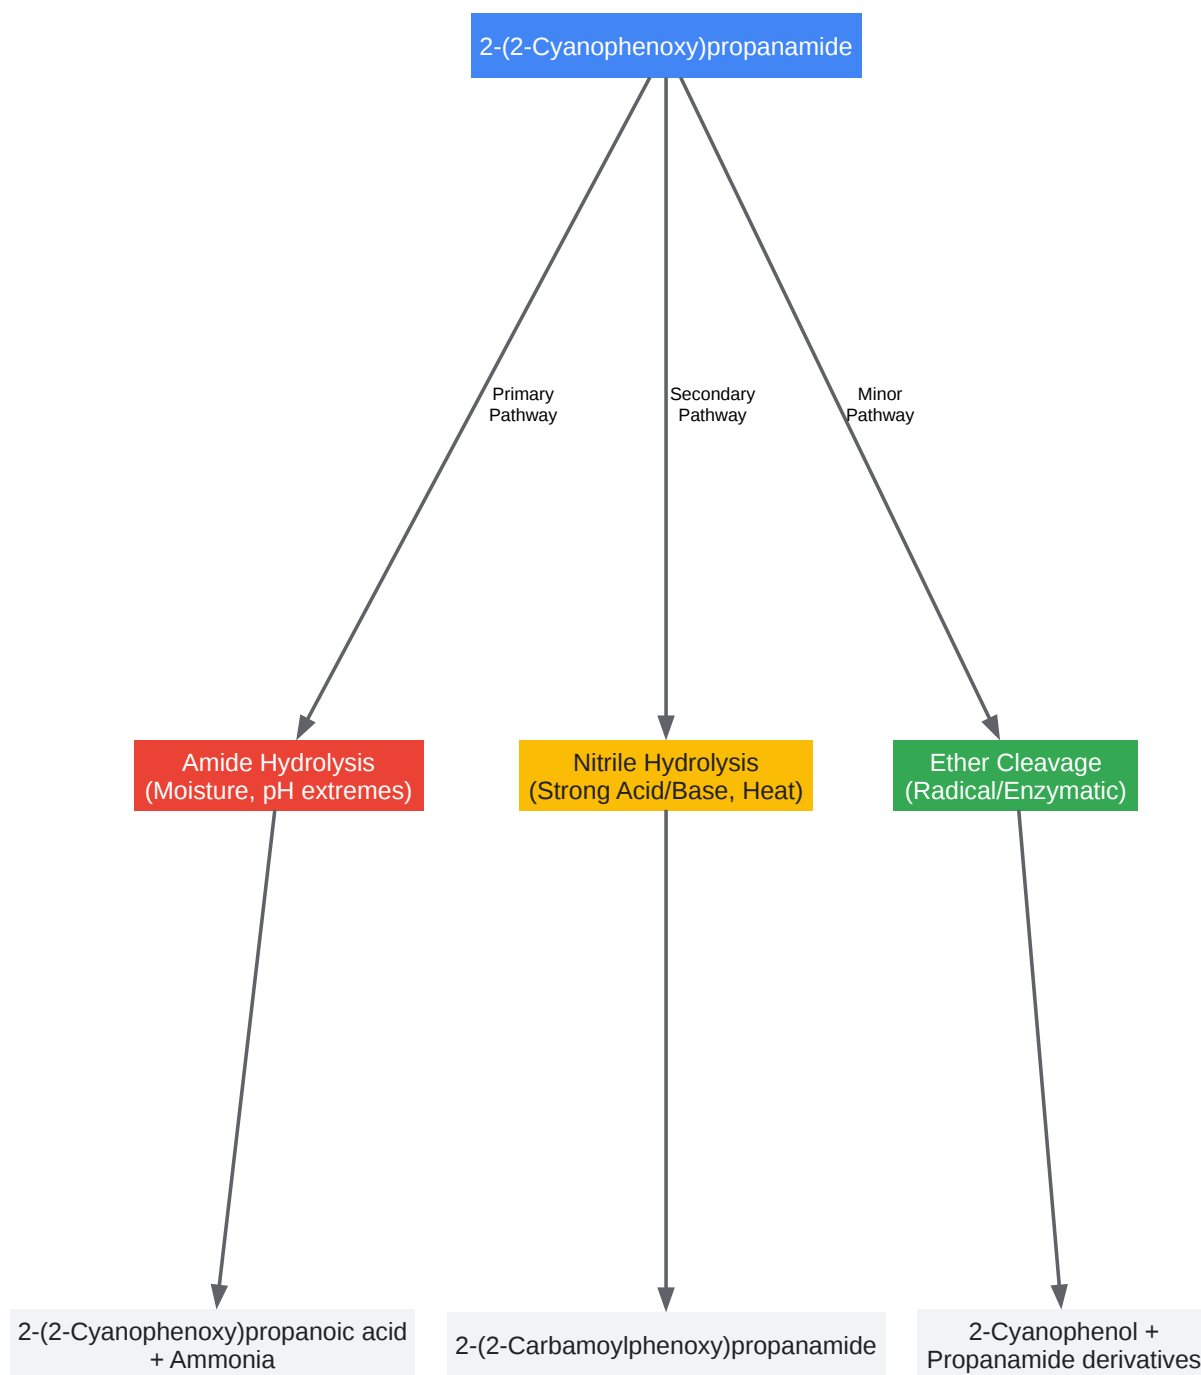 2-(2-Cyanophenoxy)propanamide
Primary
Pathway
Secondary
Pathway
Minor
Pathway
Amide Hydrolysis
(Moisture, pH extremes)
Nitrile Hydrolysis
(Strong Acid/Base, Heat)
Ether Cleavage
(Radical/Enzymatic)
2-(2-Cyanophenoxy)propanoic acid
+ Ammonia
2-(2-Carbamoylphenoxy)propanamide
2-Cyanophenol +
Propanamide derivatives